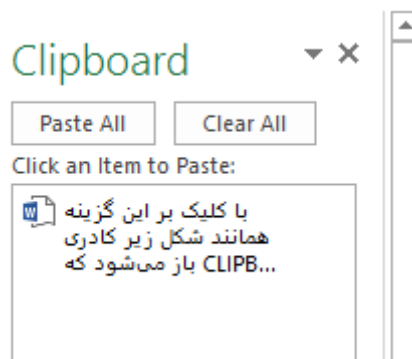 Clipboard
Paste All
Clear All
Click an Item to Paste:
با کلیک بر این گزینه
همانند شکل زیر کادری
باز می‌شود که CLIPB...